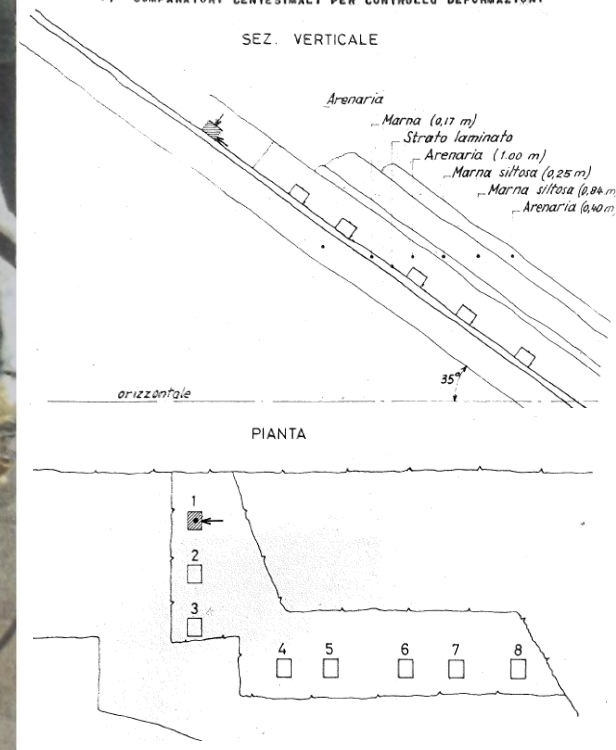 COMPARATORI CENTESIMALI PER CONTROLLO DEFORMAZIONI
SEZ. VERTICALE
Arenaria
Marna (0,17 m)
Strato laminato
Arenaria (1.00 m)
Marna siltosa (0,25 m)
Marna siltosa (0,84 m)
Arenaria (0,40 m)
35°
orizzontale
PIANTA
1
2
3
4 5 6 7 8